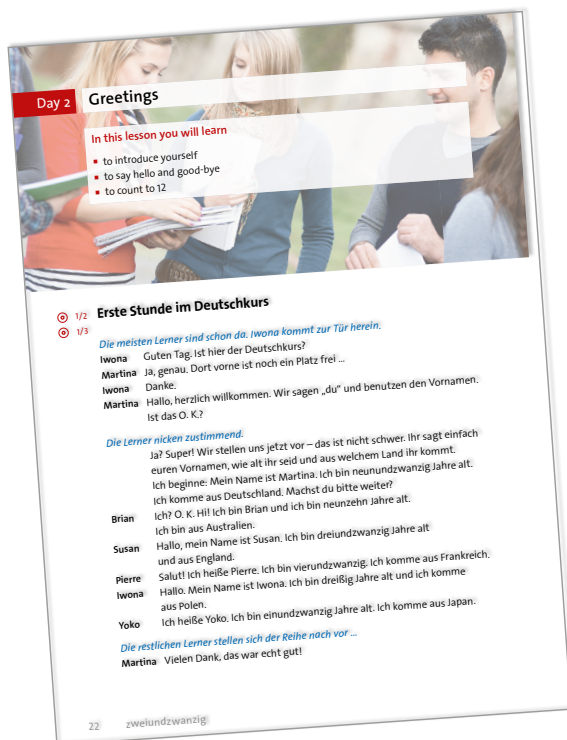 Day 2
Greetings
In this lesson you will learn
▪ to introduce yourself
▪ to say hello and good-bye
▪ to count to 12
1/2 Erste Stunde im Deutschkurs
1/3
Die meisten Lerner sind schon da. Iwona kommt zur Tür herein.
Iwona Guten Tag. Ist hier der Deutschkurs?
Martina Ja, genau. Dort vorne ist noch ein Platz frei ...
Iwona Danke.
Martina Hallo, herzlich willkommen. Wir sagen „du“ und benutzen den Vornamen.
Ist das O. K.?
Die Lerner nicken zustimmend.
Ja? Super! Wir stellen uns jetzt vor – das ist nicht schwer. Ihr sagt einfach
euren Vornamen, wie alt ihr seid und aus welchem Land ihr kommt.
Ich beginne: Mein Name ist Martina. Ich bin neunundzwanzig Jahre alt.
Ich komme aus Deutschland. Machst du bitte weiter?
Brian Ich? O. K. Hi! Ich bin Brian und ich bin neunzehn Jahre alt.
Ich bin aus Australien.
Susan Hallo, mein Name ist Susan. Ich bin dreiundzwanzig Jahre alt
und aus England.
Pierre Salut! Ich heiße Pierre. Ich bin vierundzwanzig. Ich komme aus Frankreich.
Iwona Hallo. Mein Name ist Iwona. Ich bin dreißig Jahre alt und ich komme
aus Polen.
Yoko Ich heiße Yoko. Ich bin einundzwanzig Jahre alt. Ich komme aus Japan.
Die restlichen Lerner stellen sich der Reihe nach vor ...
Martina Vielen Dank, das war echt gut!
22 zweiundzwanzig